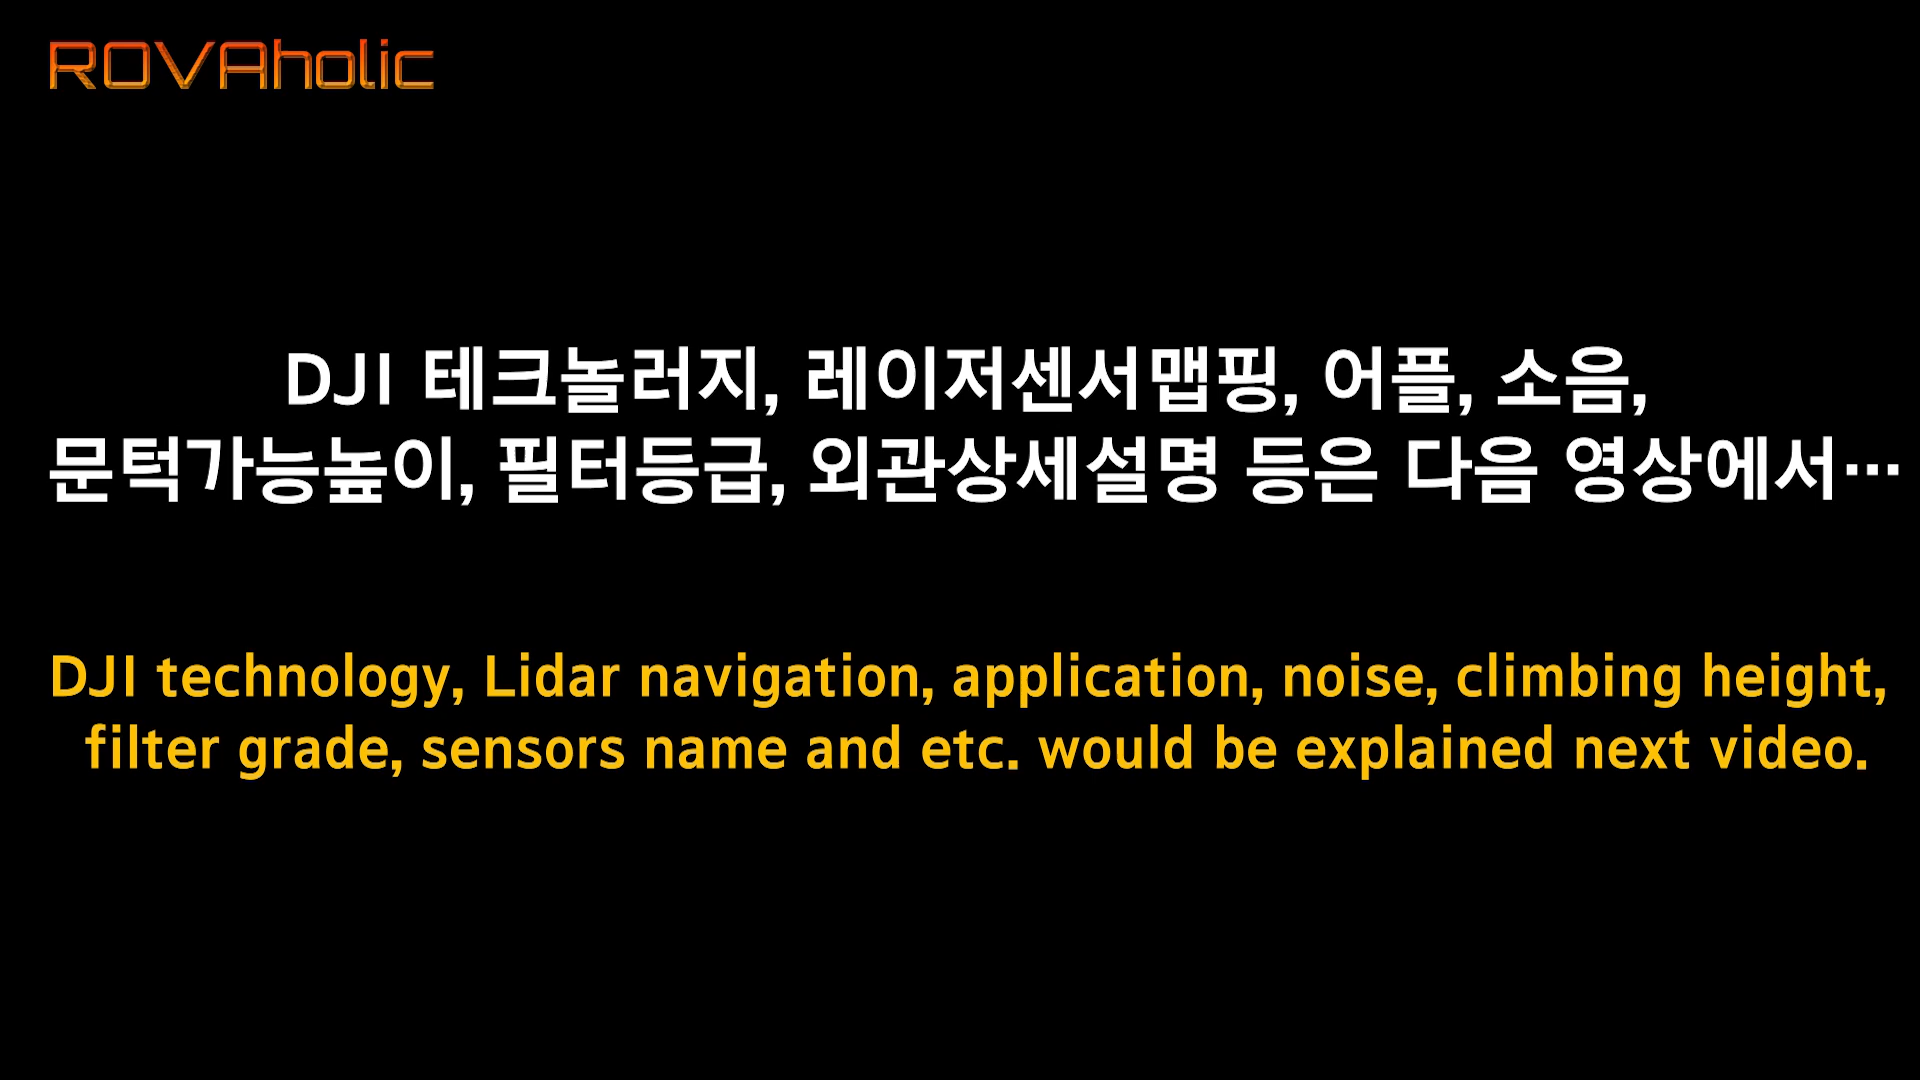 ROVAholic
DJI 테크놀러지, 레이저센서맵핑, 어플, 소음,
문턱가능높이, 필터등급, 외관상세설명 등은 다음 영상에서…
DJI technology, Lidar navigation, application, noise, climbing height,
filter grade, sensors name and etc. would be explained next video.